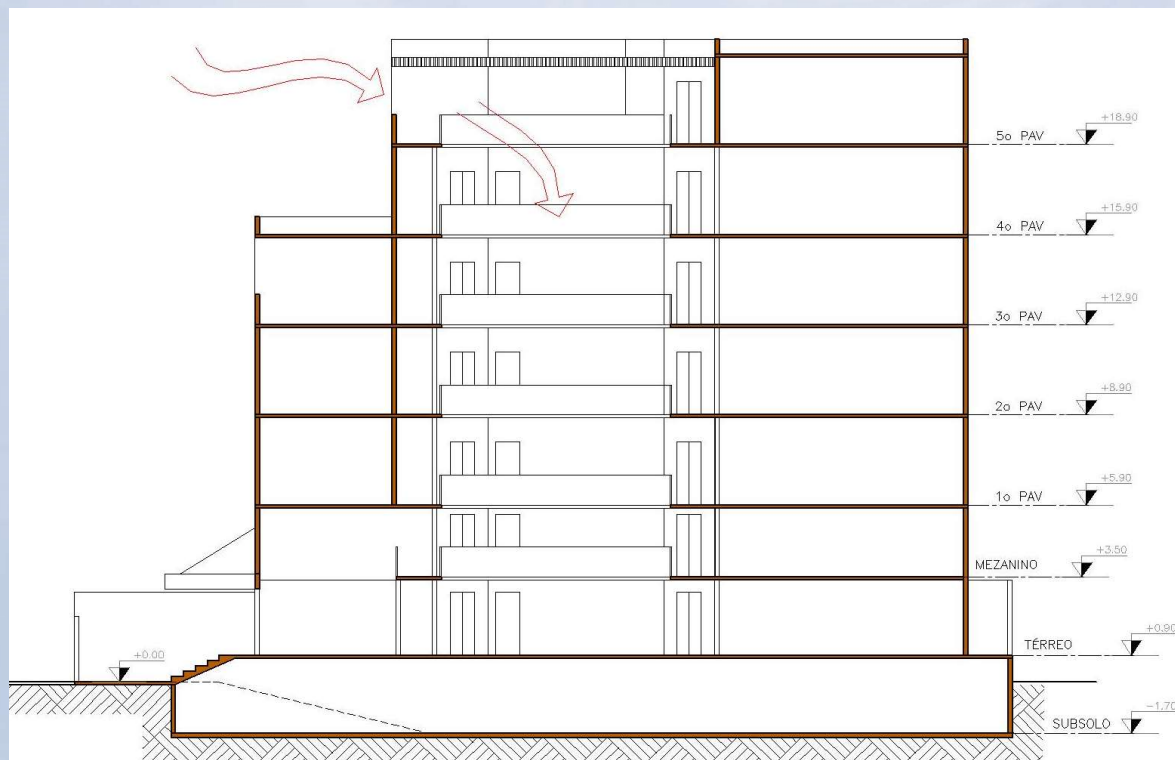 +18.90
5o PAV
+15.90
4o PAV
+12.90
3o PAV
+8.90
2o PAV
+5.90
1o PAV
+3.50
MEZANINO
+0.90
TÉRREO
+0.00
-1.70
SUBSOLO